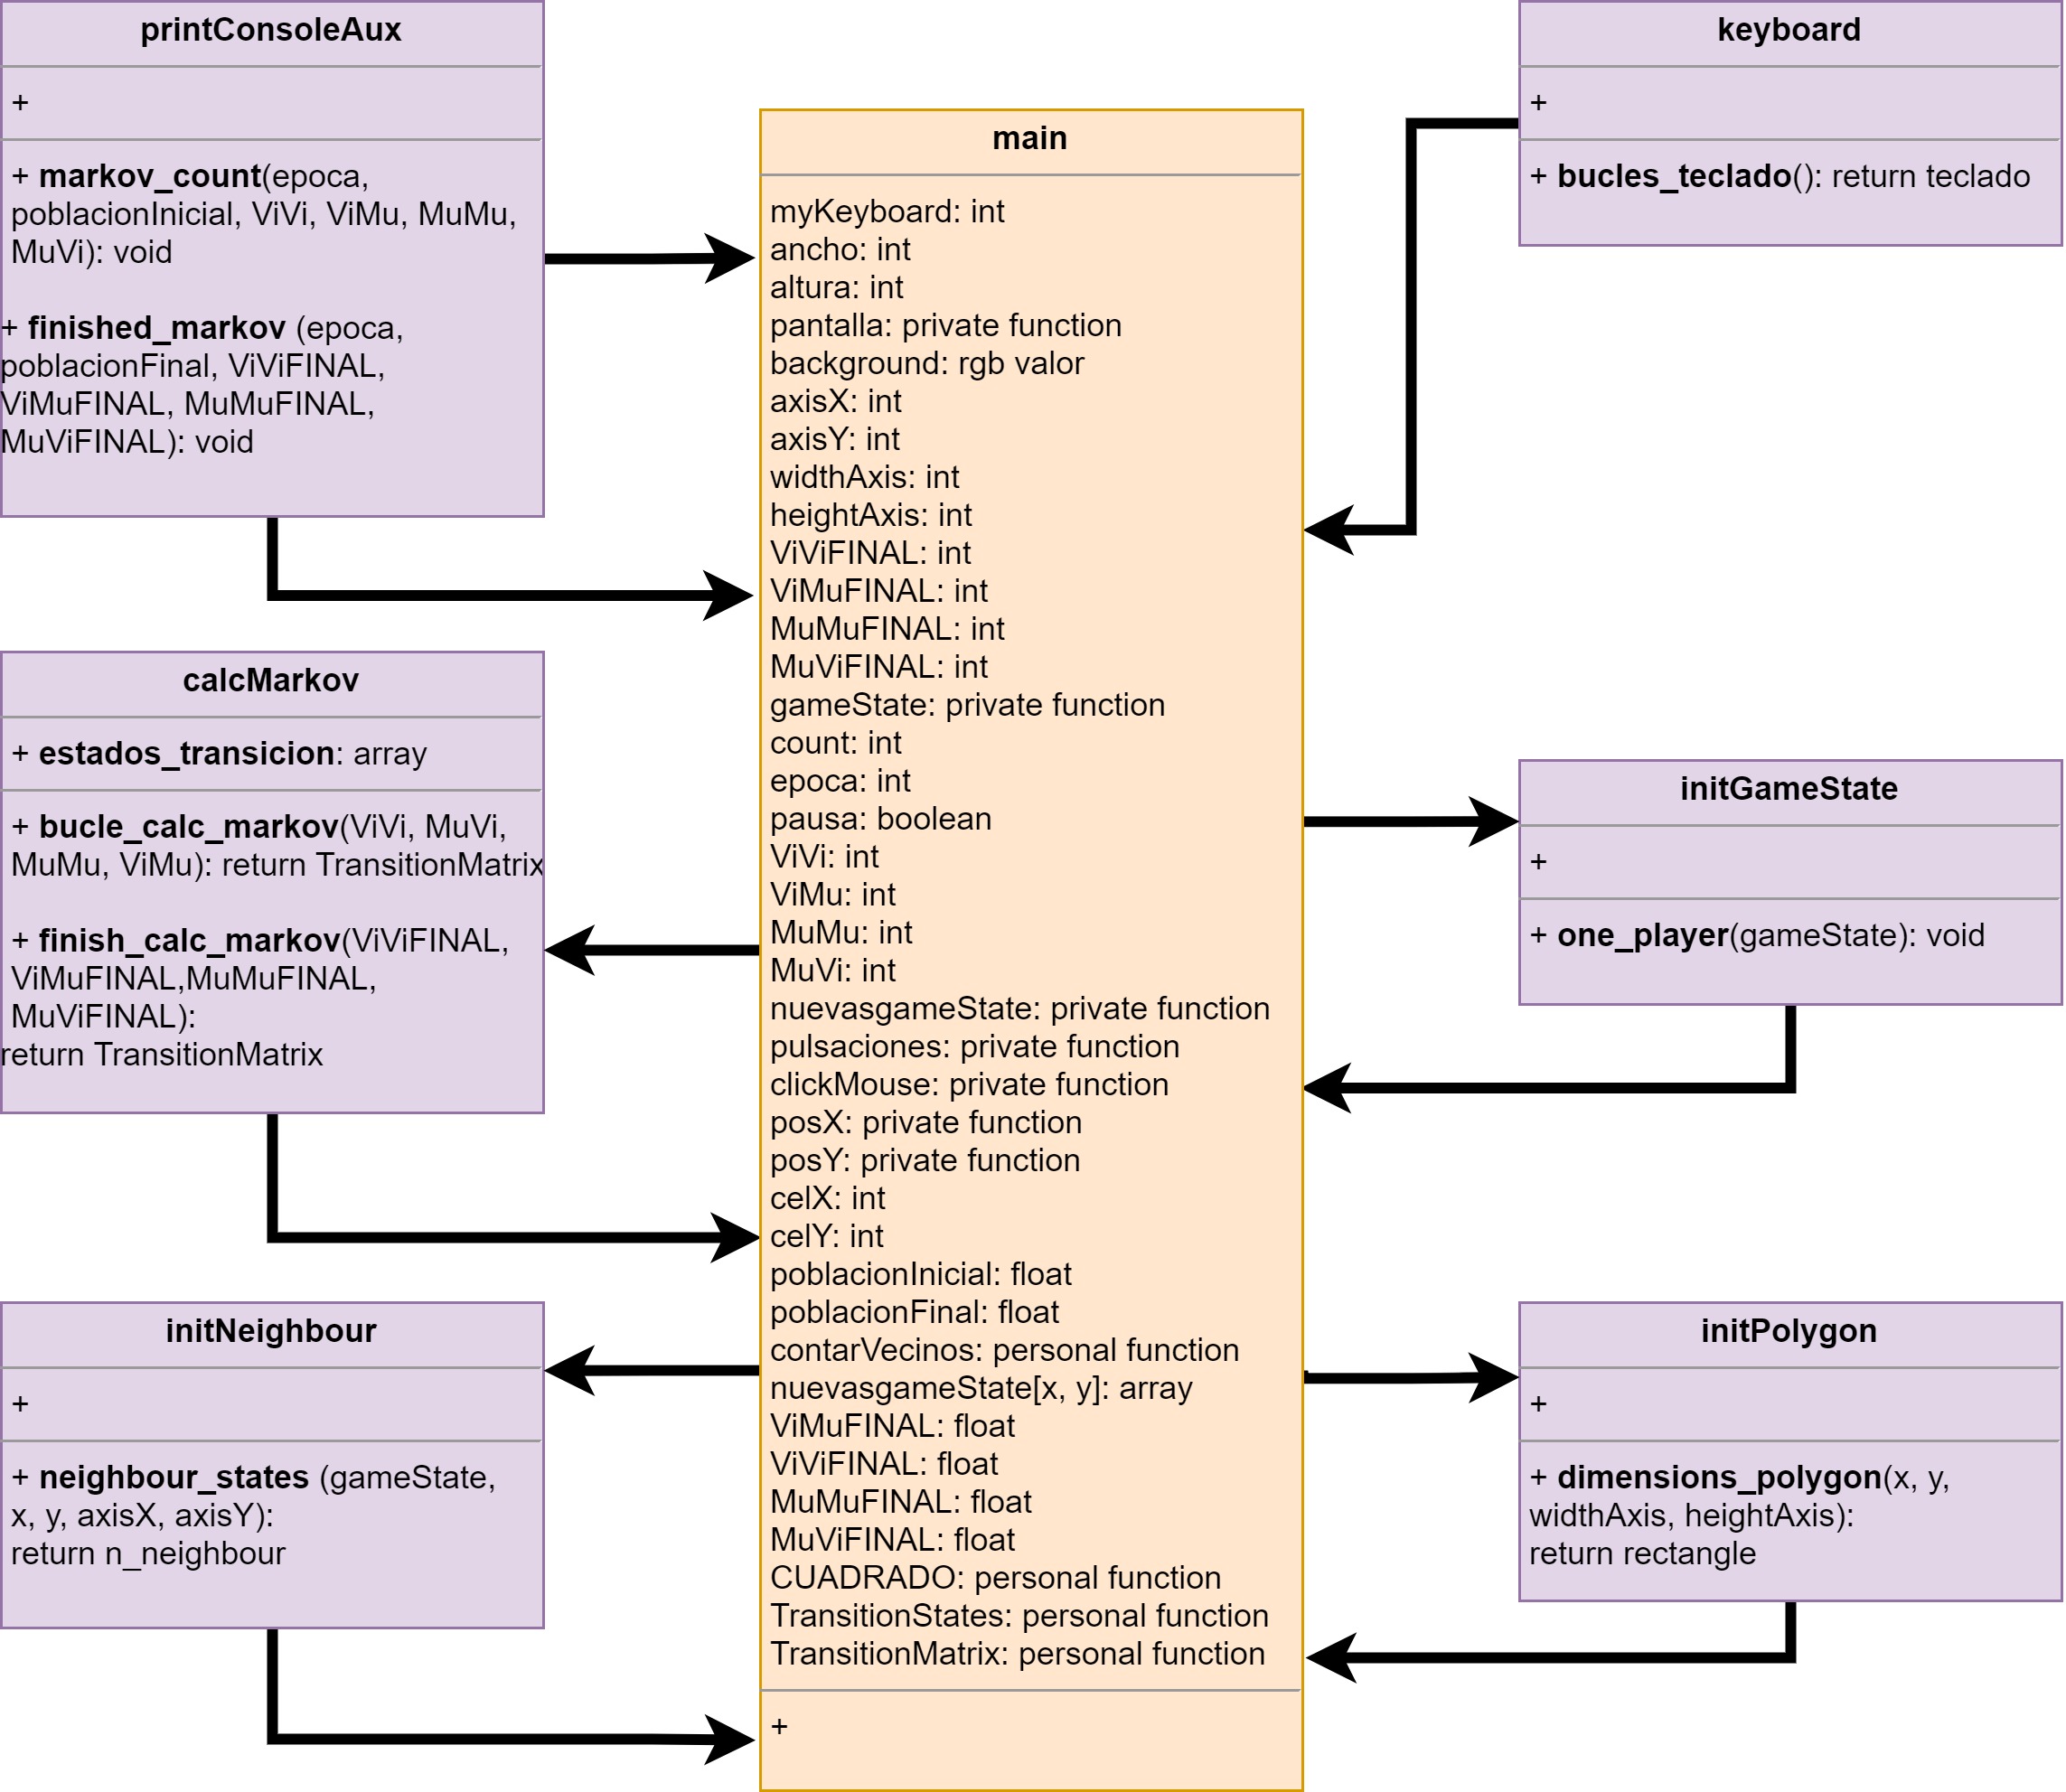 printConsoleAux
+
+ markov_count(epoca,
poblacionInicial, ViVi, ViMu, MuMu,
MuVi): void
+ finished_markov (epoca,
poblacionFinal, ViViFINAL,
ViMuFINAL, MuMuFINAL,
MuViFINAL): void
calcMarkov
+ estados_transicion: array
+ bucle_calc_markov(ViVi, MuVi,
MuMu, ViMu): return TransitionMatrix
+ finish_calc_markov(ViViFINAL,
ViMuFINAL,MuMuFINAL,
MuViFINAL):
return TransitionMatrix
initNeighbour
+
+ neighbour_states (gameState,
x, y, axisX, axisY):
return n_neighbour
main
myKeyboard: int
ancho: int
altura: int
pantalla: private function
background: rgb valor
axisX: int
axisY: int
widthAxis: int
heightAxis: int
ViViFINAL: int
ViMuFINAL: int
MuMuFINAL: int
MuViFINAL: int
gameState: private function
count: int
epoca: int
pausa: boolean
ViVi: int
ViMu: int
MuMu: int
MuVi: int
nuevasgameState: private function
pulsaciones: private function
clickMouse: private function
posX: private function
posY: private function
celX: int
celY: int
poblacionInicial: float
poblacionFinal: float
contarVecinos: personal function
nuevasgameState[x, y]: array
ViMuFINAL: float
ViViFINAL: float
MuMuFINAL: float
MuViFINAL: float
CUADRADO: personal function
TransitionStates: personal function
TransitionMatrix: personal function
+
keyboard
+
+ bucles_teclado(): return teclado
initGameState
+
+ one_player(gameState): void
initPolygon
+
+ dimensions_polygon(x, y,
widthAxis, heightAxis):
return rectangle